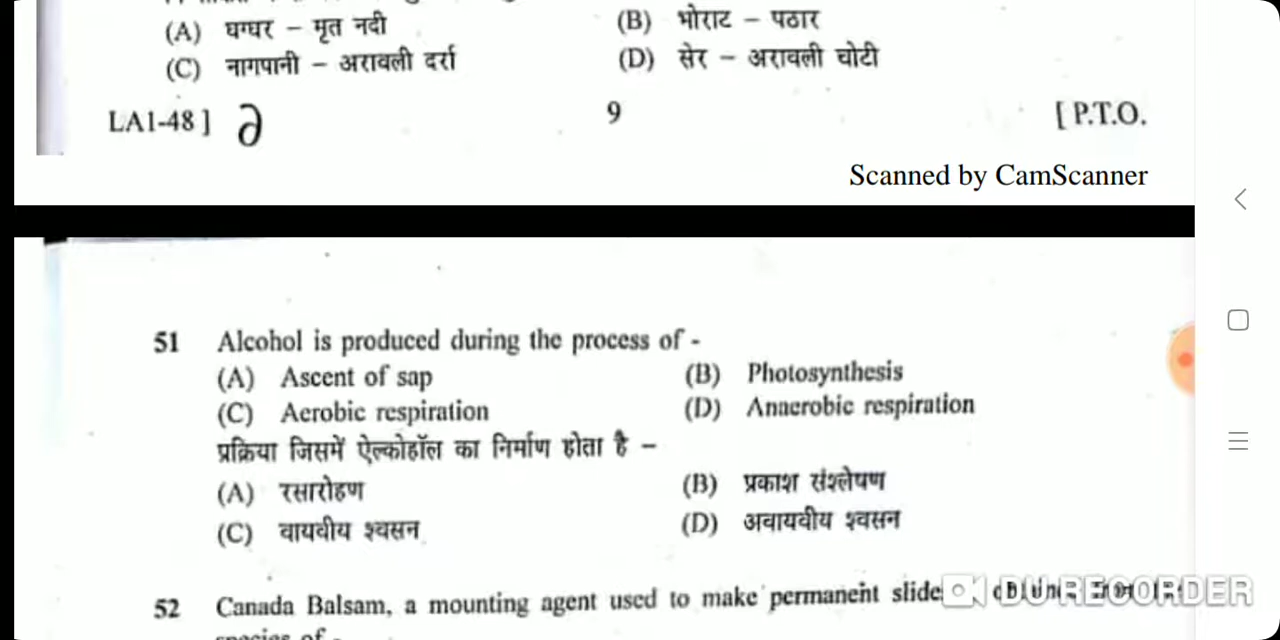 (A) घग्घर – मृत नदी (B) भोराट – पठार
(C) नागपानी – अरावली दर्रा (D) सेर – अरावली चोटी
LA1-48 ] ∂ 9 [ P.T.O.
Scanned by CamScanner
51 Alcohol is produced during the process of -
(A) Ascent of sap (B) Photosynthesis
(C) Aerobic respiration (D) Anaerobic respiration
प्रक्रिया जिसमें ऐल्कोहॉल का निर्माण होता है –
(A) रसारोहण (B) प्रकाश संश्लेषण
(C) वायवीय श्वसन (D) अवायवीय श्वसन
52 Canada Balsam, a mounting agent used to make permanent slide
DU RECORDER
species of -